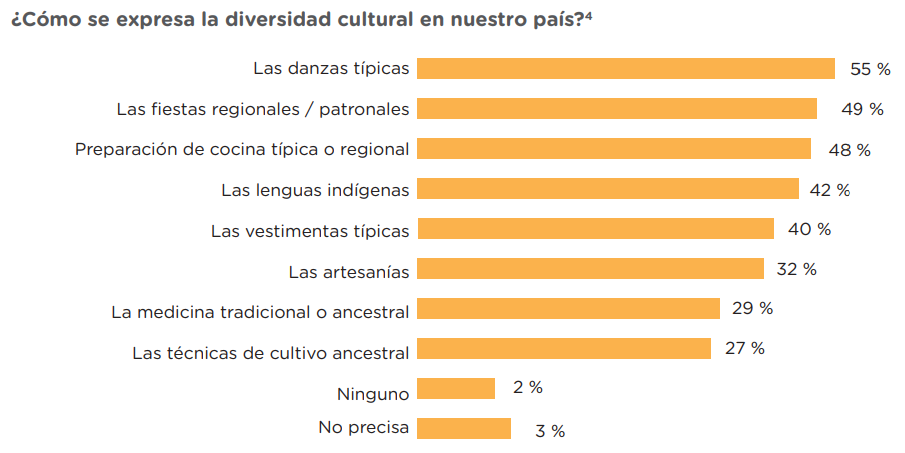 ¿Cómo se expresa la diversidad cultural en nuestro país?⁴
Las danzas típicas 55 %
Las fiestas regionales / patronales 49 %
Preparación de cocina típica o regional 48 %
Las lenguas indígenas 42 %
Las vestimentas típicas 40 %
Las artesanías 32 %
La medicina tradicional o ancestral 29 %
Las técnicas de cultivo ancestral 27 %
Ninguno 2 %
No precisa 3 %